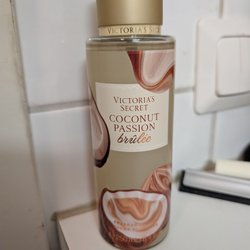 VICTORIA'S SECRET
VICTORIA'S
SECRET
COCONUT
PASSION
brûlée